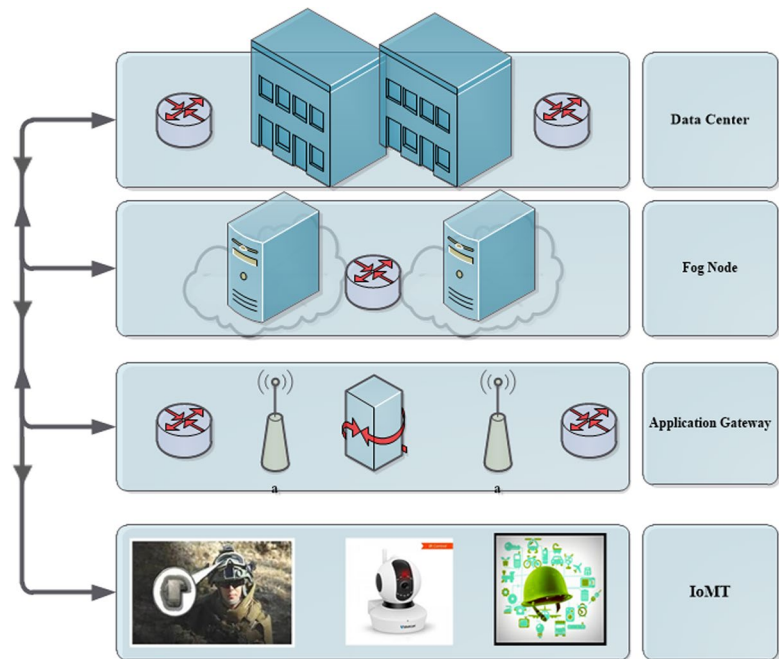 Data Center
Fog Node
Application Gateway
a
a
IoMT